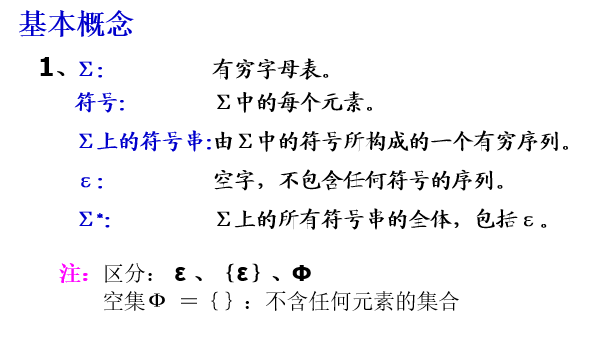 基本概念
1、Σ: 有穷字母表。
符号: Σ中的每个元素。
Σ上的符号串:由Σ中的符号所构成的一个有穷序列。
ε: 空字，不包含任何符号的序列。
Σ*: Σ上的所有符号串的全体，包括ε。
注: 区分: ε、{ε}、Φ
空集Φ ={}: 不含任何元素的集合